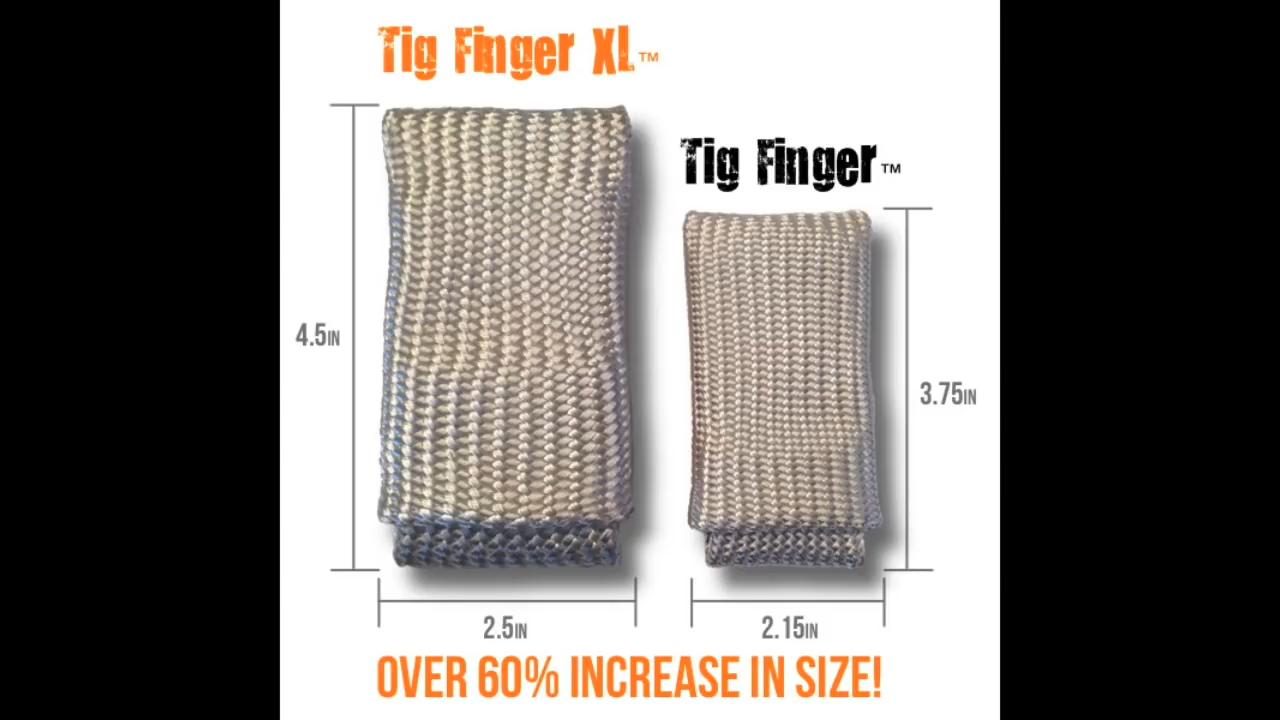 Tig Finger XL™
Tig Finger™
4.5IN
3.75IN
2.5IN
2.15IN
OVER 60% INCREASE IN SIZE!